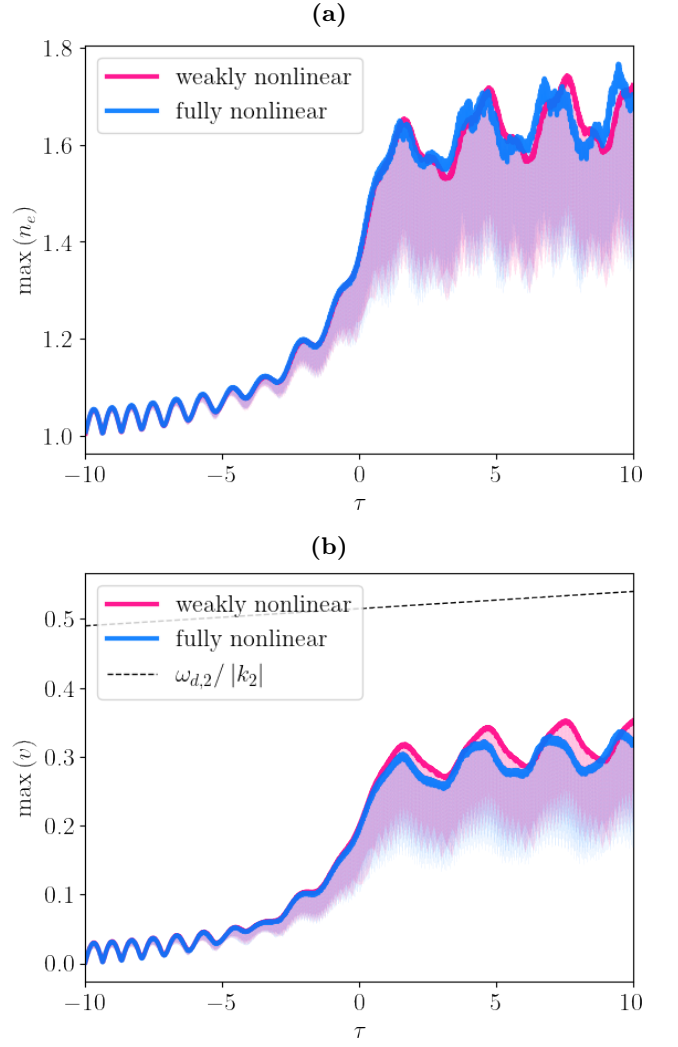 (a)
max (n_e)
1.8
1.6
1.4
1.2
1.0
weakly nonlinear
fully nonlinear
−10
−5
0
5
10
τ
(b)
max (v)
0.5
0.4
0.3
0.2
0.1
0.0
weakly nonlinear
fully nonlinear
ω_{d,2}/ |k_2|
−10
−5
0
5
10
τ